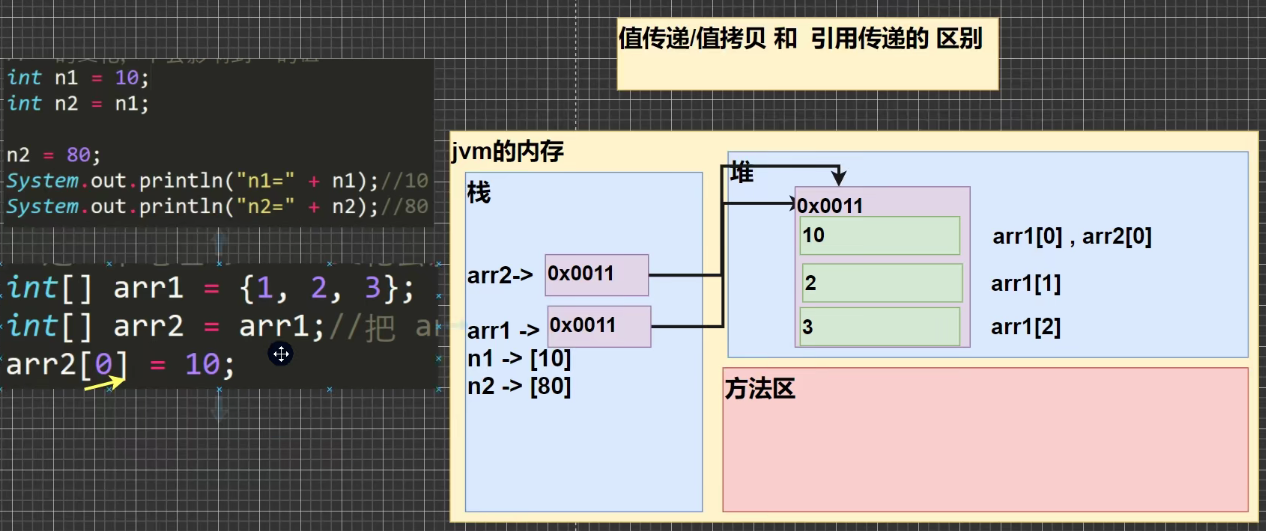 值传递/值拷贝 和 引用传递的 区别
int n1 = 10;
int n2 = n1;
n2 = 80;
System.out.println("n1=" + n1);//10
System.out.println("n2=" + n2);//80
int[] arr1 = {1, 2, 3};
int[] arr2 = arr1;//把
arr2[0] = 10;
jvm的内存
栈
arr2-> 0x0011
arr1 -> 0x0011
n1 -> [10]
n2 -> [80]
堆
0x0011
10 arr1[0] , arr2[0]
2 arr1[1]
3 arr1[2]
方法区